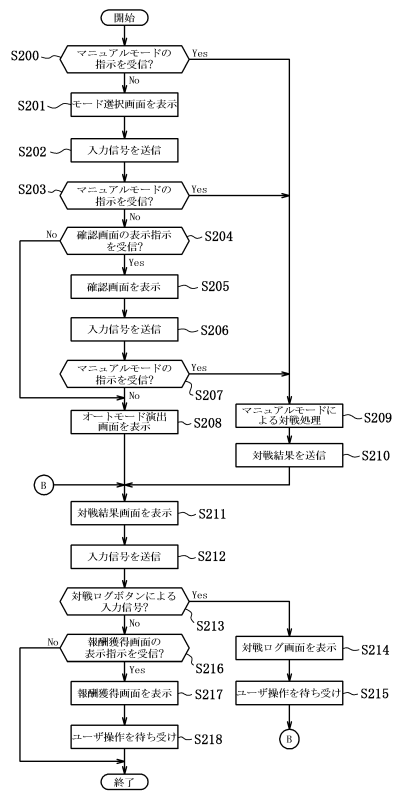 開始
S200
マニュアルモードの
指示を受信?
Yes
No
S201
モード選択画面を表示
S202
入力信号を送信
S203
マニュアルモードの
指示を受信?
Yes
No
No
確認画面の表示指示
を受信?
S204
Yes
確認画面を表示
S205
入力信号を送信
S206
マニュアルモードの
指示を受信?
Yes
S207
No
オートモード演出
画面を表示
S208
マニュアルモードに
よる対戦処理
S209
対戦結果を送信
S210
B
対戦結果画面を表示
S211
入力信号を送信
S212
対戦ログボタンによる
入力信号?
Yes
S213
No
No
報酬獲得画面の
表示指示を受信?
S216
対戦ログ画面を表示
S214
Yes
報酬獲得画面を表示
S217
ユーザ操作を待ち受け
S215
ユーザ操作を待ち受け
S218
B
終了